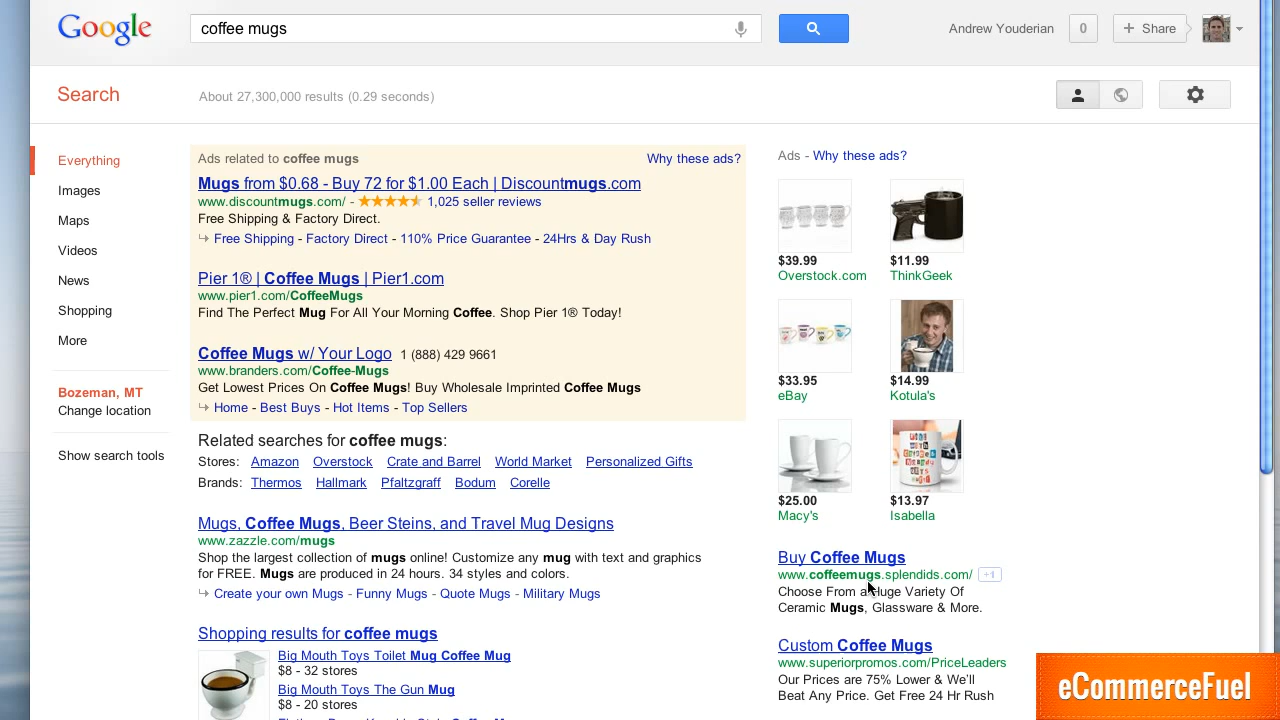 Google
coffee mugs
Andrew Youderian
0
+ Share
Search
About 27,300,000 results (0.29 seconds)
Everything
Images
Maps
Videos
News
Shopping
More
Bozeman, MT
Change location
Show search tools
Ads related to coffee mugs
Why these ads?
Mugs from $0.68 - Buy 72 for $1.00 Each | Discountmugs.com
www.discountmugs.com/ - 1,025 seller reviews
Free Shipping & Factory Direct.
Free Shipping - Factory Direct - 110% Price Guarantee - 24Hrs & Day Rush
Pier 1® | Coffee Mugs | Pier1.com
www.pier1.com/CoffeeMugs
Find The Perfect Mug For All Your Morning Coffee. Shop Pier 1® Today!
Coffee Mugs w/ Your Logo 1 (888) 429 9661
www.branders.com/Coffee-Mugs
Get Lowest Prices On Coffee Mugs! Buy Wholesale Imprinted Coffee Mugs
Home - Best Buys - Hot Items - Top Sellers
Related searches for coffee mugs:
Stores: Amazon Overstock Crate and Barrel World Market Personalized Gifts
Brands: Thermos Hallmark Pfaltzgraff Bodum Corelle
Mugs, Coffee Mugs, Beer Steins, and Travel Mug Designs
www.zazzle.com/mugs
Shop the largest collection of mugs online! Customize any mug with text and graphics
for FREE. Mugs are produced in 24 hours. 34 styles and colors.
Create your own Mugs - Funny Mugs - Quote Mugs - Military Mugs
Shopping results for coffee mugs
Big Mouth Toys Toilet Mug Coffee Mug
$8 - 32 stores
Big Mouth Toys The Gun Mug
$8 - 20 stores
Ads - Why these ads?
$39.99
Overstock.com
$11.99
ThinkGeek
$33.95
eBay
$14.99
Kotula's
$25.00
Macy's
$13.97
Isabella
Buy Coffee Mugs
www.coffeemugs.splendids.com/ +1
Choose From a Huge Variety Of
Ceramic Mugs, Glassware & More.
Custom Coffee Mugs
www.superiorpromos.com/PriceLeaders
Our Prices are 75% Lower & We'll
Beat Any Price. Get Free 24 Hr Rush
eCommerceFuel